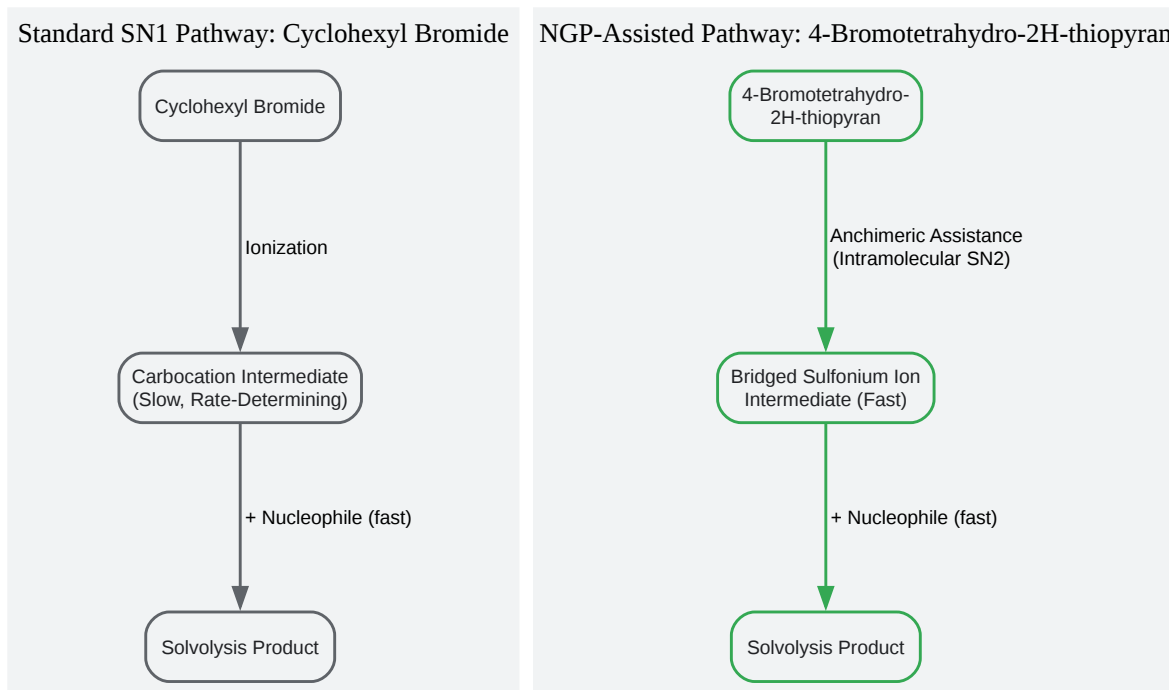 Standard SN1 Pathway: Cyclohexyl Bromide
Cyclohexyl Bromide
Ionization
Carbocation Intermediate
(Slow, Rate-Determining)
+ Nucleophile (fast)
Solvolysis Product
NGP-Assisted Pathway: 4-Bromotetrahydro-2H-thiopyran
4-Bromotetrahydro-
2H-thiopyran
Anchimeric Assistance
(Intramolecular SN2)
Bridged Sulfonium Ion
Intermediate (Fast)
+ Nucleophile (fast)
Solvolysis Product